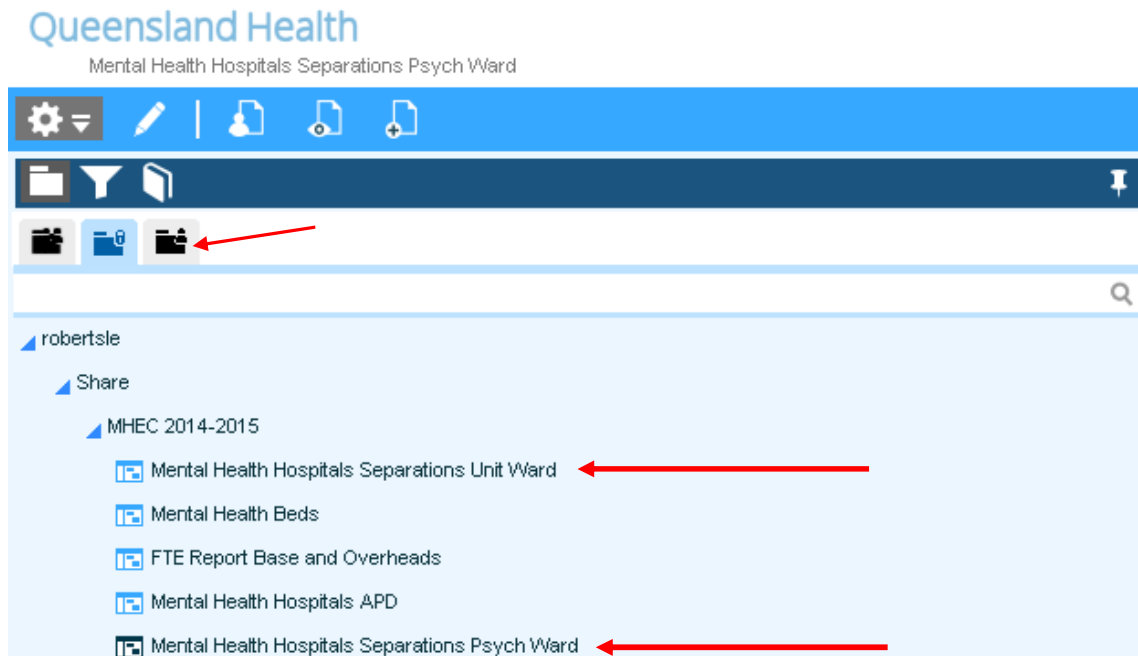 Queensland Health
Mental Health Hospitals Separations Psych Ward
robertsle
Share
MHEC 2014-2015
Mental Health Hospitals Separations Unit Ward
Mental Health Beds
FTE Report Base and Overheads
Mental Health Hospitals APD
Mental Health Hospitals Separations Psych Ward